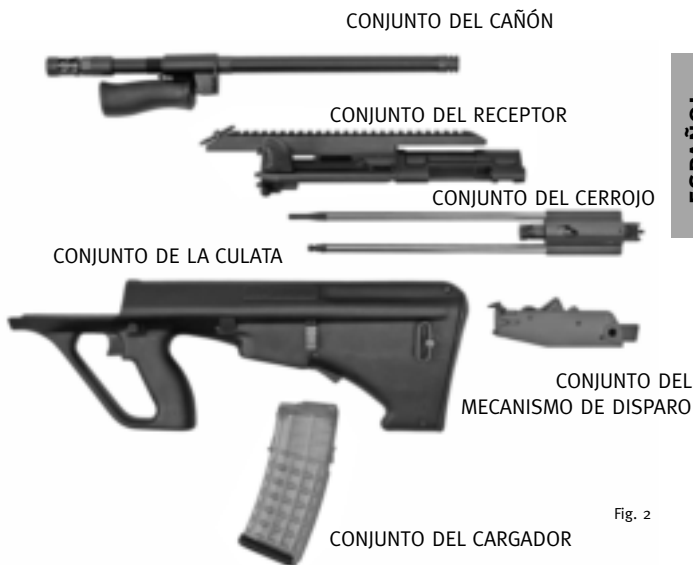 CONJUNTO DEL CAÑÓN
CONJUNTO DEL RECEPTOR
CONJUNTO DEL CERROJO
CONJUNTO DE LA CULATA
CONJUNTO DEL
MECANISMO DE DISPARO
Fig. 2
CONJUNTO DEL CARGADOR